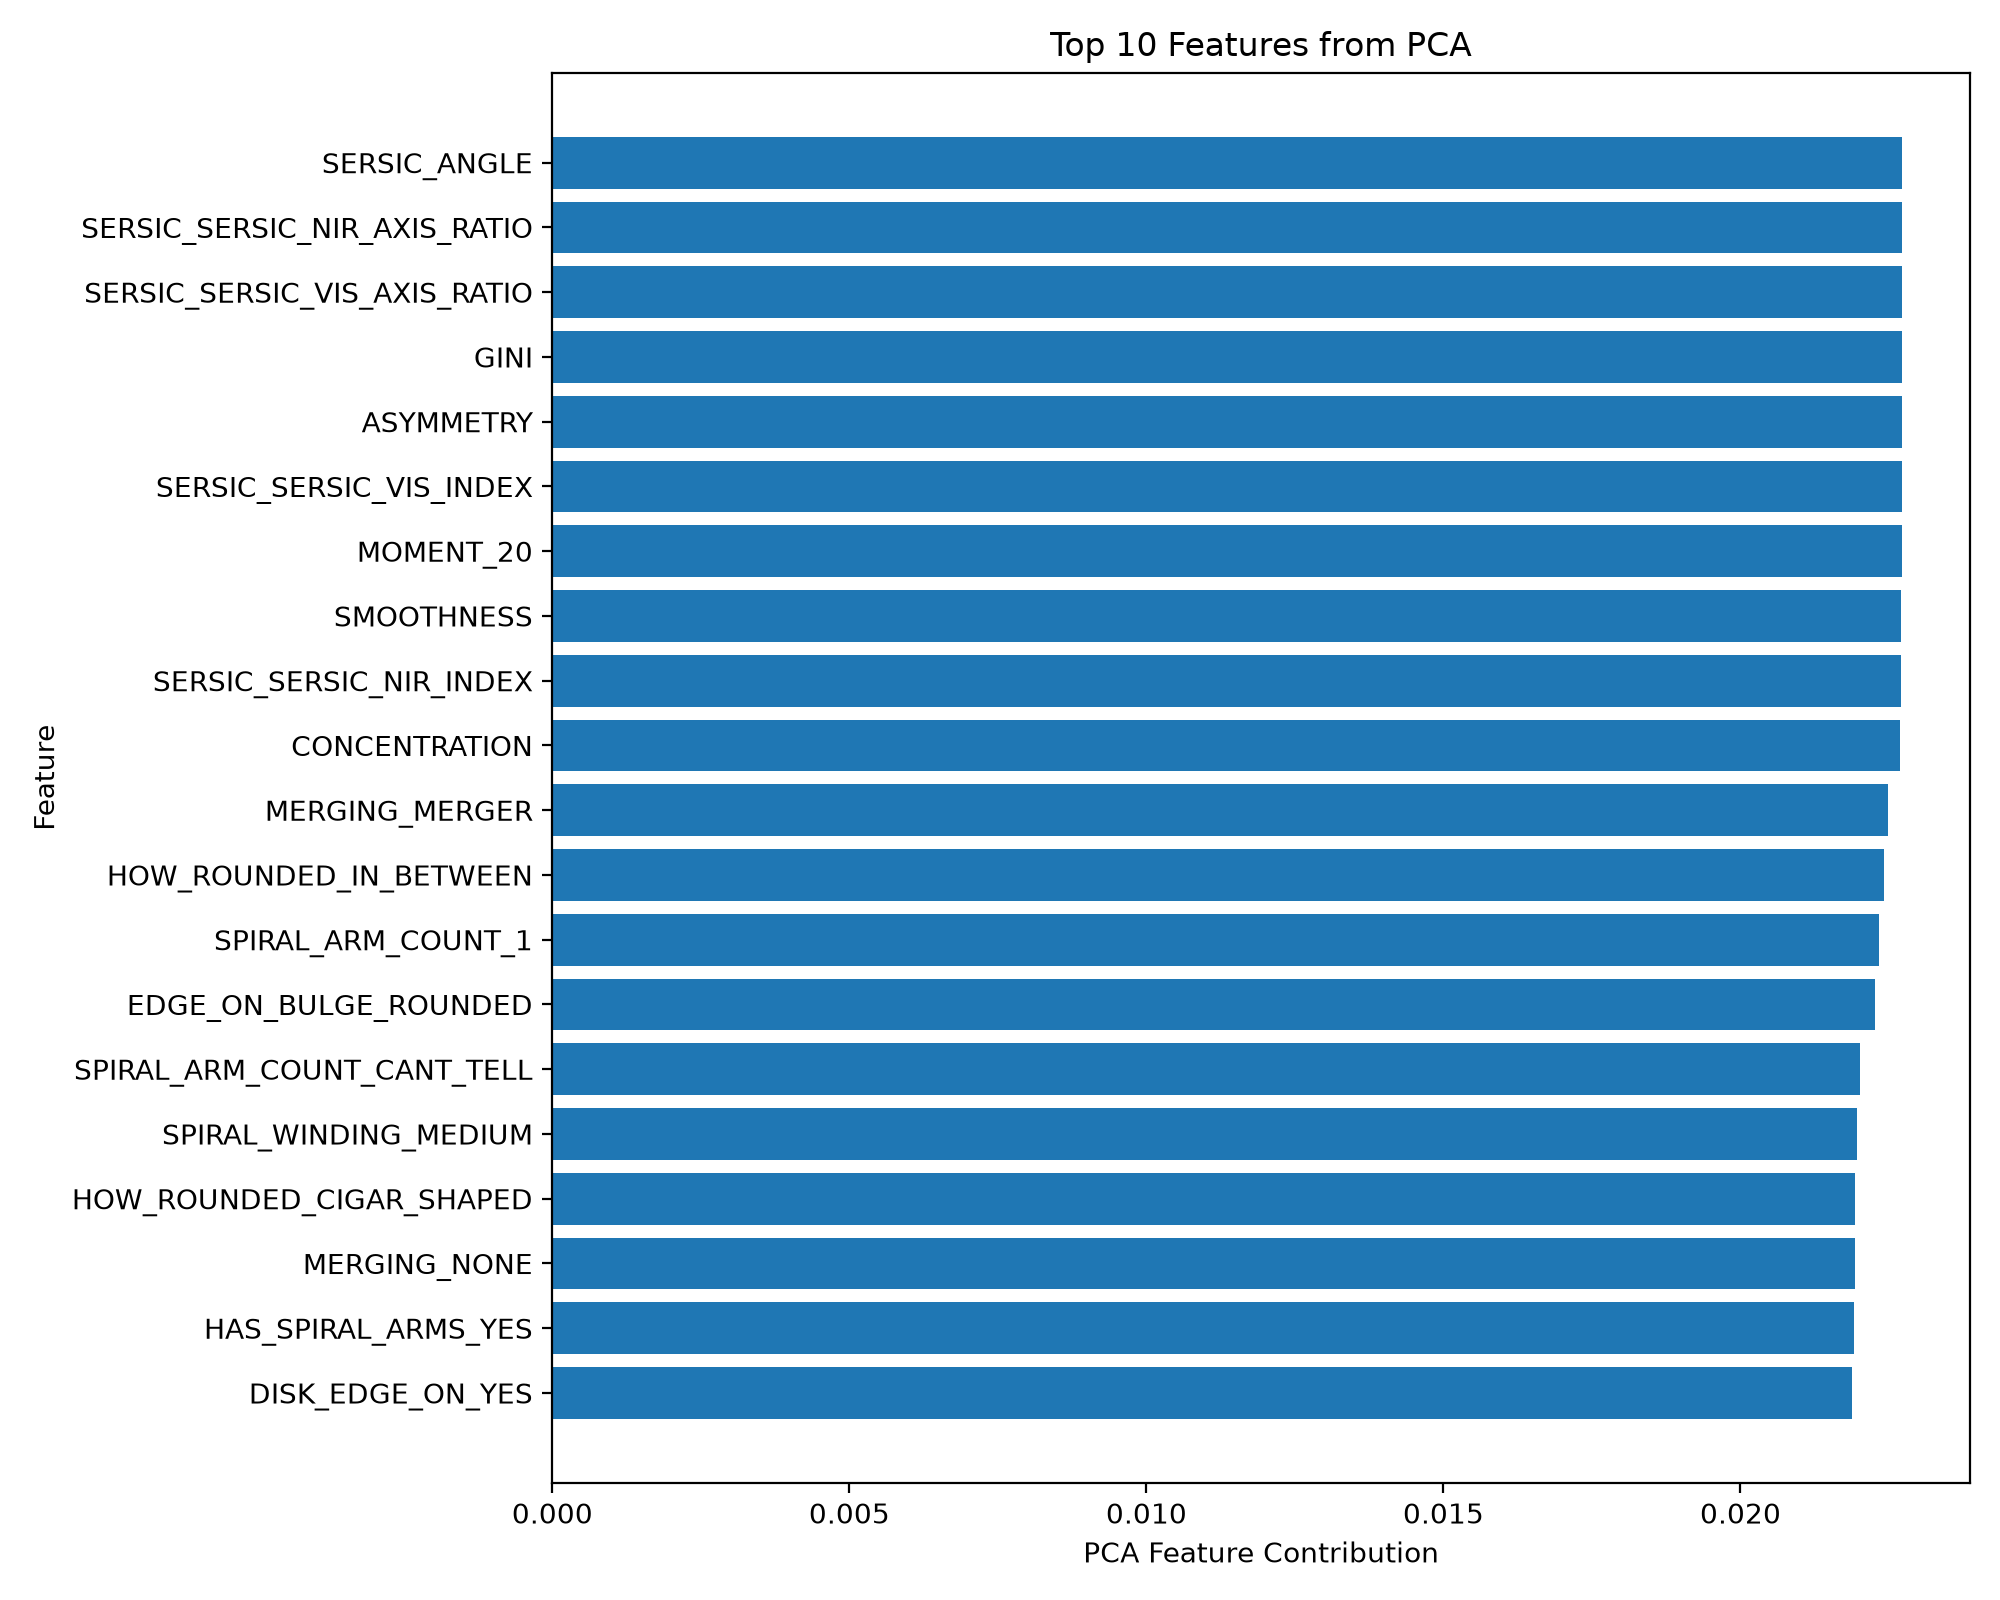 Top 10 Features from PCA
SERSIC_ANGLE
SERSIC_SERSIC_NIR_AXIS_RATIO
SERSIC_SERSIC_VIS_AXIS_RATIO
GINI
ASYMMETRY
SERSIC_SERSIC_VIS_INDEX
MOMENT_20
SMOOTHNESS
SERSIC_SERSIC_NIR_INDEX
CONCENTRATION
MERGING_MERGER
HOW_ROUNDED_IN_BETWEEN
SPIRAL_ARM_COUNT_1
EDGE_ON_BULGE_ROUNDED
SPIRAL_ARM_COUNT_CANT_TELL
SPIRAL_WINDING_MEDIUM
HOW_ROUNDED_CIGAR_SHAPED
MERGING_NONE
HAS_SPIRAL_ARMS_YES
DISK_EDGE_ON_YES
Feature
0.000 0.005 0.010 0.015 0.020
PCA Feature Contribution